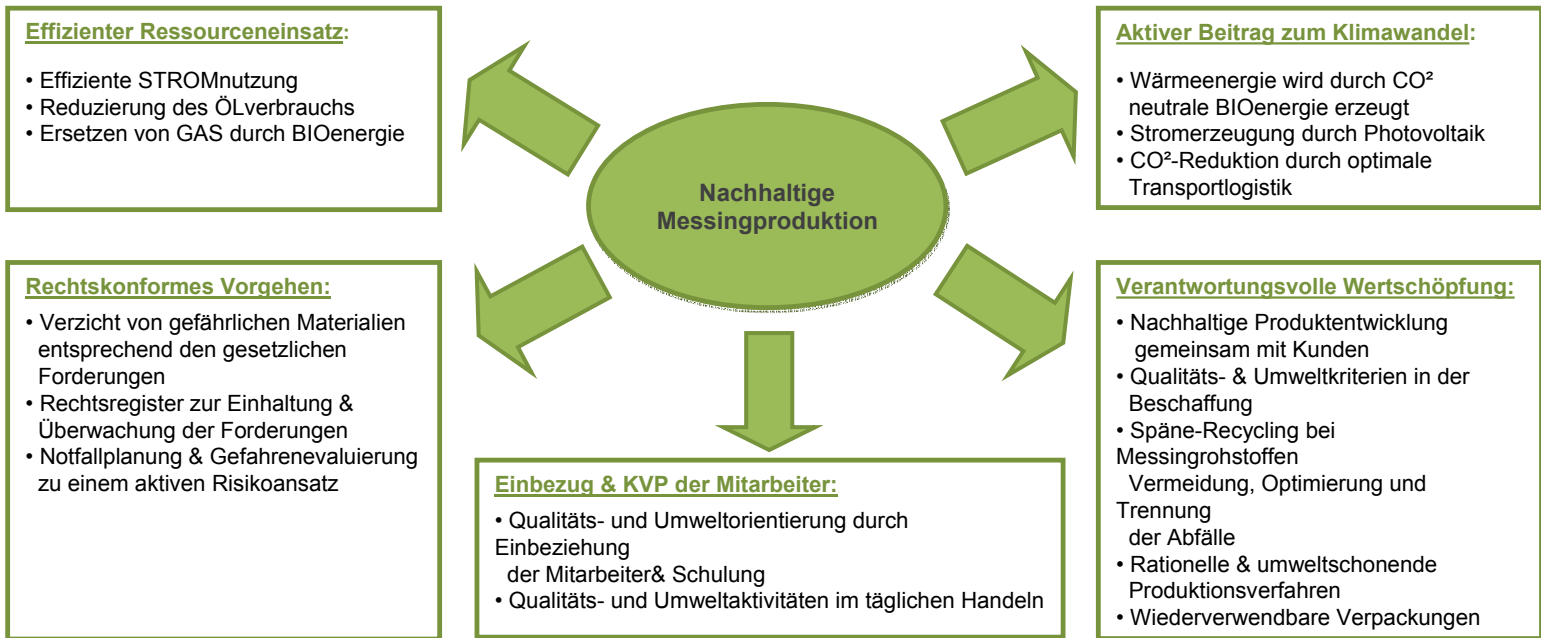 Effizienter Ressourceneinsatz:
• Effiziente STROMnutzung
• Reduzierung des ÖLverbrauchs
• Ersetzen von GAS durch BIOenergie
Aktiver Beitrag zum Klimawandel:
• Wärmeenergie wird durch CO²
neutrale BIOenergie erzeugt
• Stromerzeugung durch Photovoltaik
• CO²-Reduktion durch optimale
Transportlogistik
Nachhaltige
Messingproduktion
Rechtskonformes Vorgehen:
• Verzicht von gefährlichen Materialien
entsprechend den gesetzlichen
Forderungen
• Rechtsregister zur Einhaltung &
Überwachung der Forderungen
• Notfallplanung & Gefahrenevaluierung
zu einem aktiven Risikoansatz
Einbezug & KVP der Mitarbeiter:
• Qualitäts- und Umweltorientierung durch
Einbeziehung
der Mitarbeiter& Schulung
• Qualitäts- und Umweltaktivitäten im täglichen Handeln
Verantwortungsvolle Wertschöpfung:
• Nachhaltige Produktentwicklung
gemeinsam mit Kunden
• Qualitäts- & Umweltkriterien in der
Beschaffung
• Späne-Recycling bei
Messingrohstoffen
Vermeidung, Optimierung und
Trennung
der Abfälle
• Rationelle & umweltschonende
Produktionsverfahren
• Wiederverwendbare Verpackungen